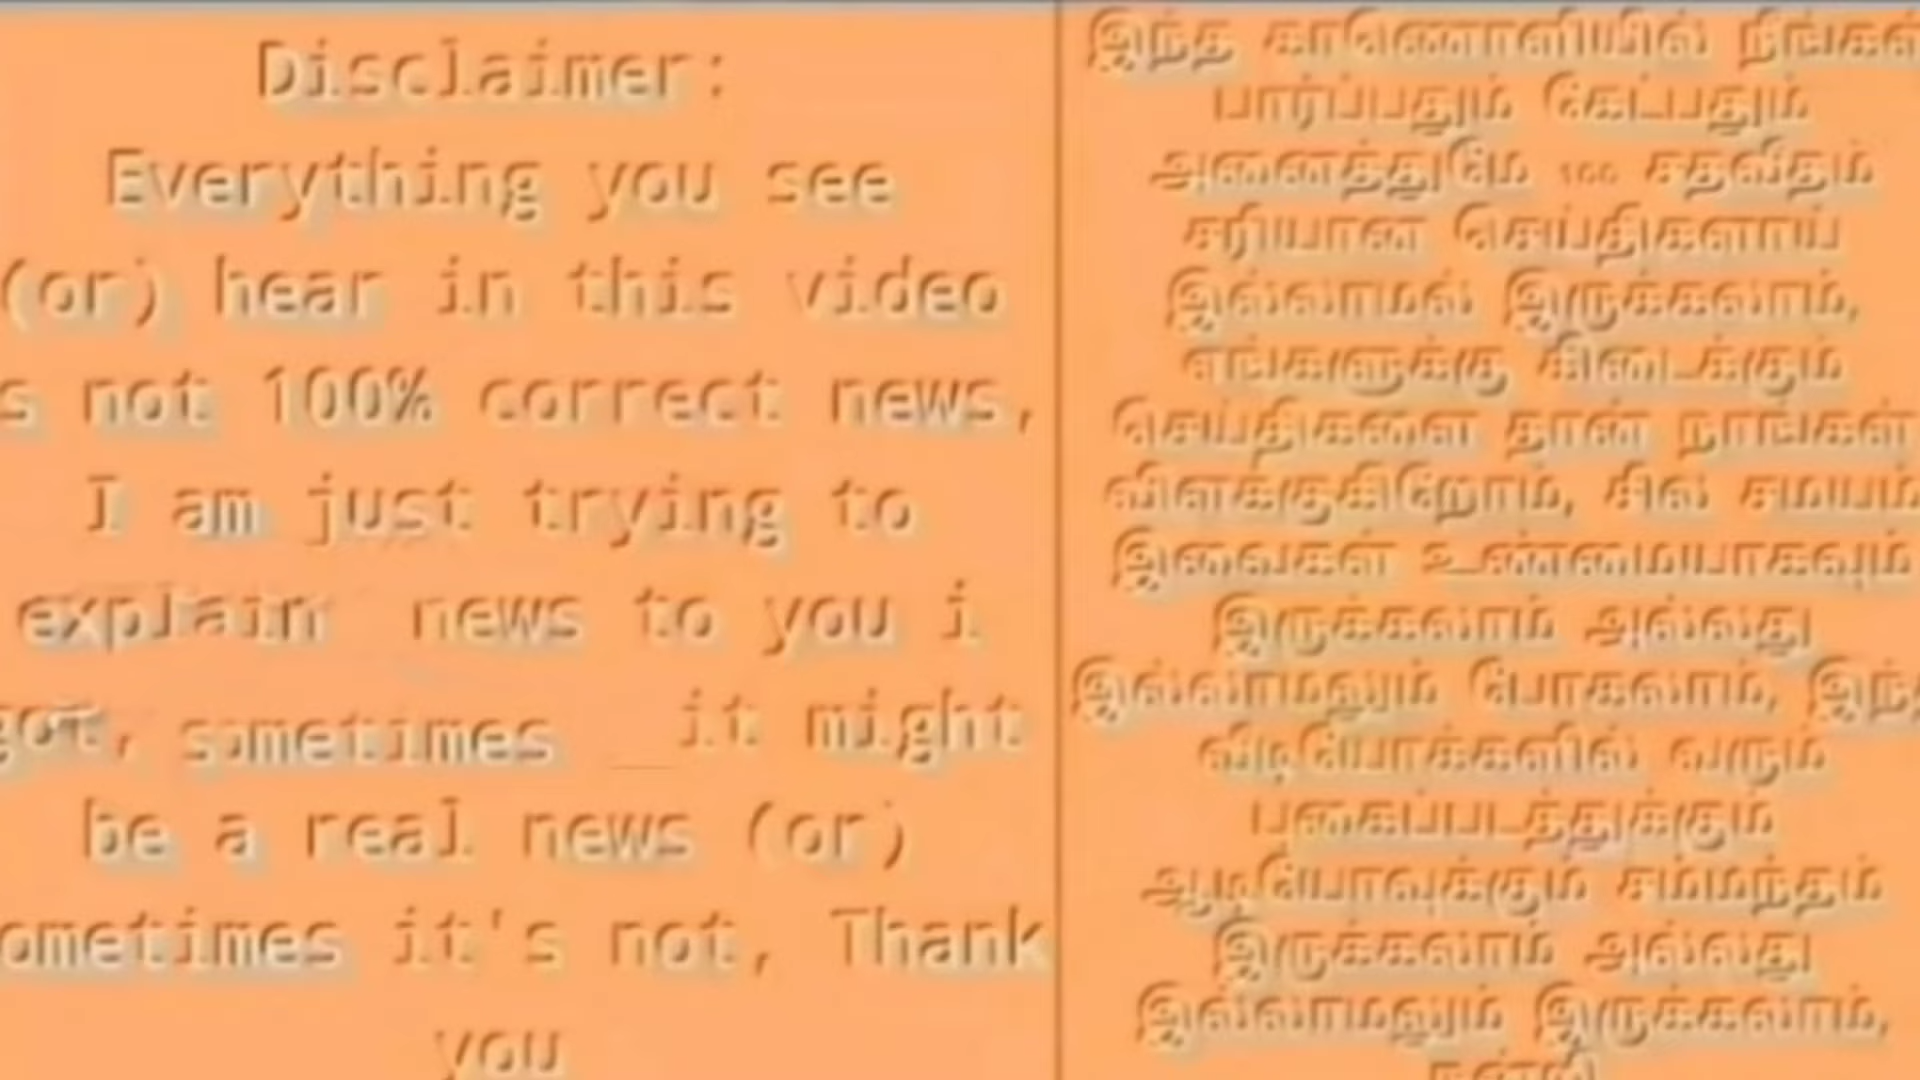 Disclaimer:
Everything you see
(or) hear in this video
s not 100% correct news,
I am just trying to
explain news to you i
got, sometimes _ it might
be a real news (or)
ometimes it's not, Thank
you
இந்த காணொளியில் நீங்கள்
பார்ப்பதும் கேட்பதும்
அனைத்துமே 100 சதவிதம்
சரியான செய்திகளாய்
இல்லாமல் இருக்கலாம்,
எங்களுக்கு கிடைக்கும்
செய்திகளை தான் நாங்கள்
விளக்குகிறோம், சில சமயம்
இவைகள் உண்மையாகவும்
இருக்கலாம் அல்லது
இல்லாமலும் போகலாம், இந்த
வீடியோக்களில் வரும்
புகைப்படத்துக்கும்
ஆடியோவுக்கும் சம்மந்தம்
இருக்கலாம் அல்லது
இல்லாமலும் இருக்கலாம்,
நன்றி